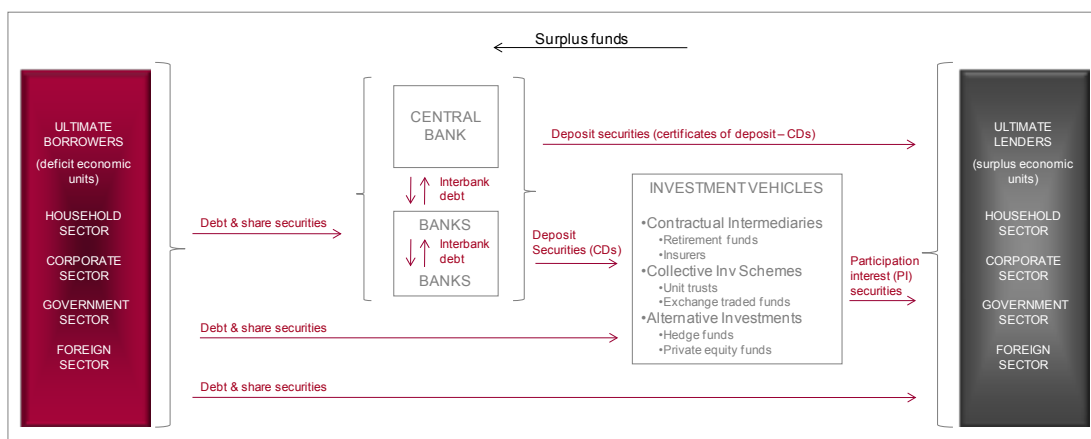 Surplus funds
ULTIMATE
BORROWERS
(deficit economic
units)
HOUSEHOLD
SECTOR
CORPORATE
SECTOR
GOVERNMENT
SECTOR
FOREIGN
SECTOR
Debt & share securities
Debt & share securities
Debt & share securities
CENTRAL
BANK
Interbank
debt
BANKS
Interbank
debt
BANKS
Deposit securities (certificates of deposit – CDs)
Deposit
Securities (CDs)
INVESTMENT VEHICLES
•Contractual Intermediaries
•Retirement funds
•Insurers
•Collective Inv Schemes
•Unit trusts
•Exchange traded funds
•Alternative Investments
•Hedge funds
•Private equity funds
Participation
interest (PI)
securities
ULTIMATE
LENDERS
(surplus economic
units)
HOUSEHOLD
SECTOR
CORPORATE
SECTOR
GOVERNMENT
SECTOR
FOREIGN
SECTOR